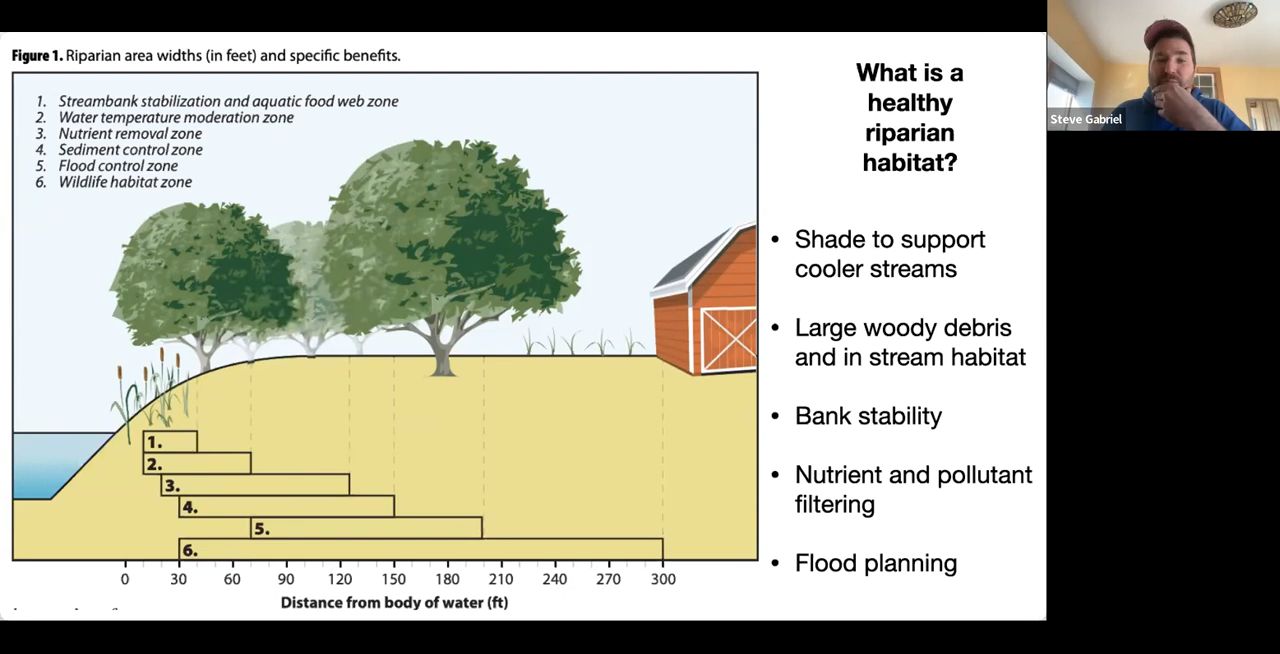 Figure 1. Riparian area widths (in feet) and specific benefits.
1. Streambank stabilization and aquatic food web zone
2. Water temperature moderation zone
3. Nutrient removal zone
4. Sediment control zone
5. Flood control zone
6. Wildlife habitat zone
1.
2.
3.
4.
5.
6.
0 30 60 90 120 150 180 210 240 270 300
Distance from body of water (ft)
What is a
healthy
riparian
habitat?
• Shade to support
cooler streams
• Large woody debris
and in stream habitat
• Bank stability
• Nutrient and pollutant
filtering
• Flood planning
Steve Gabriel